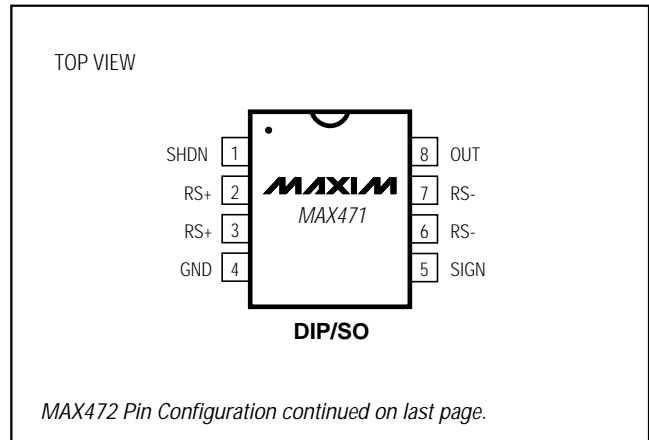 TOP VIEW
SHDN 1 8 OUT
RS+ 2 MAXIM 7 RS-
MAX471
RS+ 3 6 RS-
GND 4 5 SIGN
DIP/SO
MAX472 Pin Configuration continued on last page.